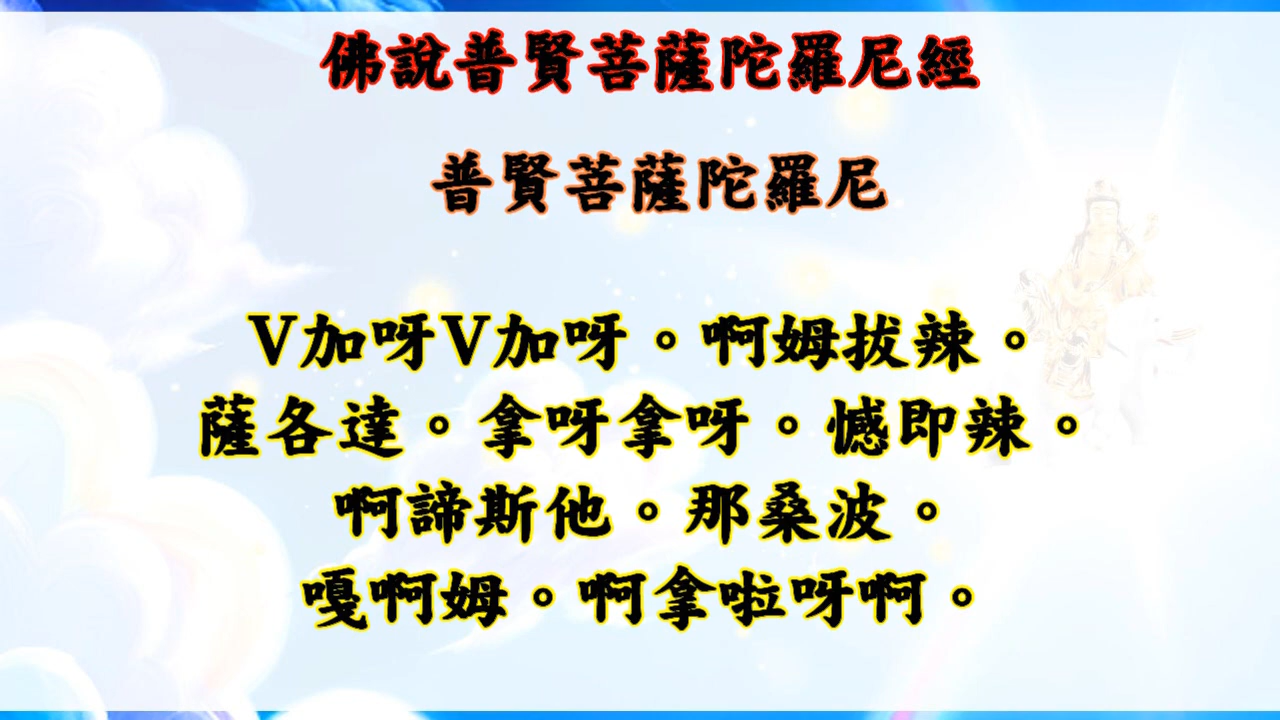 佛說普賢菩薩陀羅尼經
普賢菩薩陀羅尼
V加呀V加呀。啊姆拔辣。
薩各達。拿呀拿呀。憾即辣。
啊諦斯他。那桑波。
嘎啊姆。啊拿啦呀啊。